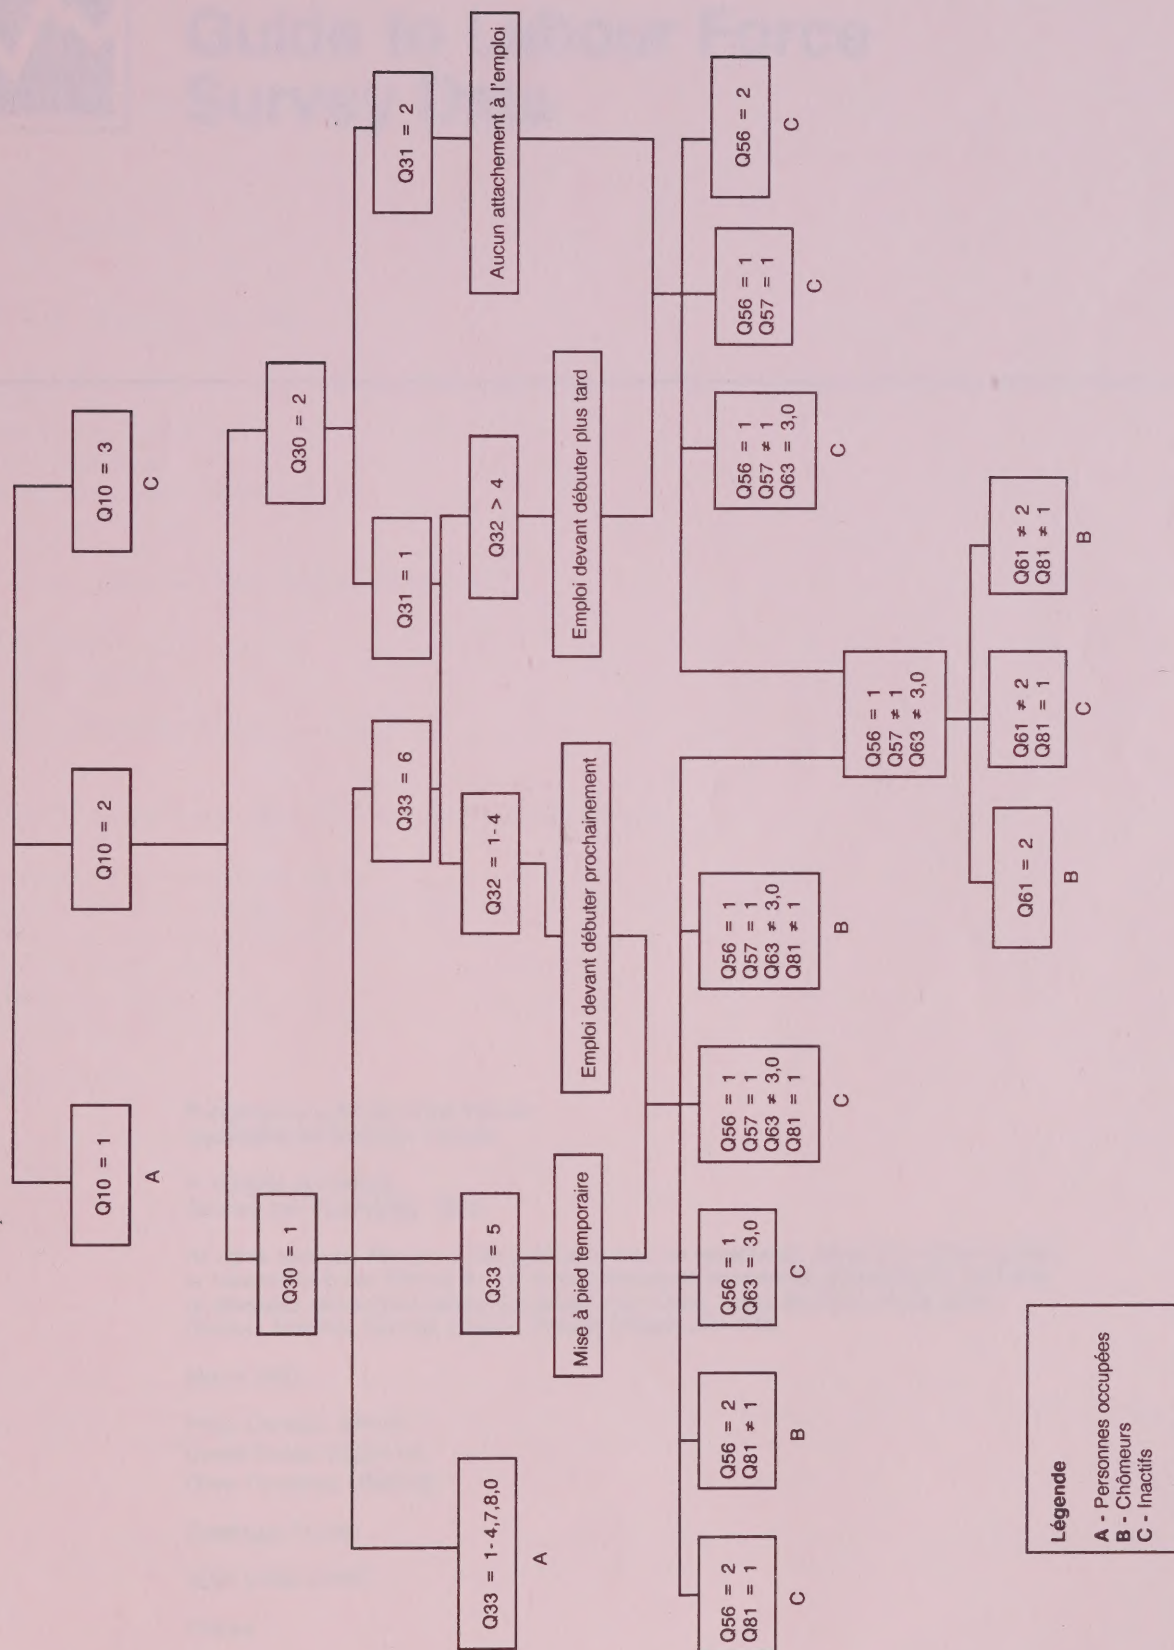 Guide to Labour Force
Survey Data
Q10 = 1
A
Q10 = 2
Q10 = 3
C
Q30 = 1
Q30 = 2
Q33 = 1-4,7,8,0
A
Q33 = 5
Q33 = 6
Q31 = 1
Q31 = 2
Q32 = 1-4
Q32 > 4
Mise à pied temporaire
Emploi devant débuter prochainement
Emploi devant débuter plus tard
Aucun attachement à l'emploi
Q56 = 2
Q81 = 1
C
Q56 = 2
Q81 ≠ 1
B
Q56 = 1
Q63 = 3,0
C
Q56 = 1
Q57 = 1
Q63 ≠ 3,0
Q81 = 1
C
Q56 = 1
Q57 = 1
Q63 ≠ 3,0
Q81 ≠ 1
B
Q56 = 1
Q57 ≠ 1
Q63 = 3,0
C
Q56 = 1
Q57 = 1
C
Q56 = 2
C
Q56 = 1
Q57 ≠ 1
Q63 ≠ 3,0
Q61 = 2
B
Q61 ≠ 2
Q81 = 1
C
Q61 ≠ 2
Q81 ≠ 1
B
Légende
A - Personnes occupées
B - Chômeurs
C - Inactifs